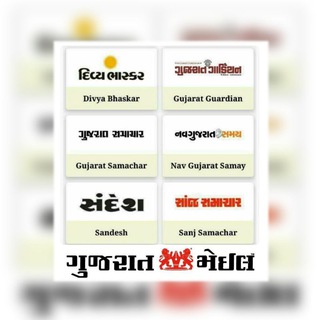 દિવ્ય ભાસ્કર
ગુજરાત ગાર્ડિયન
Divya Bhaskar
Gujarat Guardian
ગુજરાત સમાચાર
નવગુજરાત સમય
Gujarat Samachar
Nav Gujarat Samay
સંદેશ
સાંજ સમાચાર
Sandesh
Sanj Samachar
ગુજરાત મેઇલ